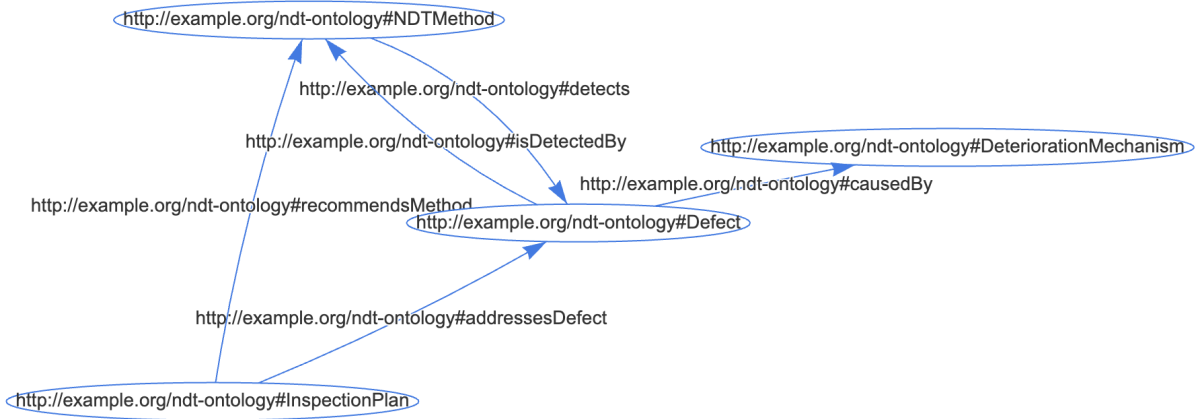 http://example.org/ndt-ontology#NDTMethod
http://example.org/ndt-ontology#detects
http://example.org/ndt-ontology#isDetectedBy
http://example.org/ndt-ontology#DeteriorationMechanism
http://example.org/ndt-ontology#causedBy
http://example.org/ndt-ontology#recommendsMethod
http://example.org/ndt-ontology#Defect
http://example.org/ndt-ontology#addressesDefect
http://example.org/ndt-ontology#InspectionPlan